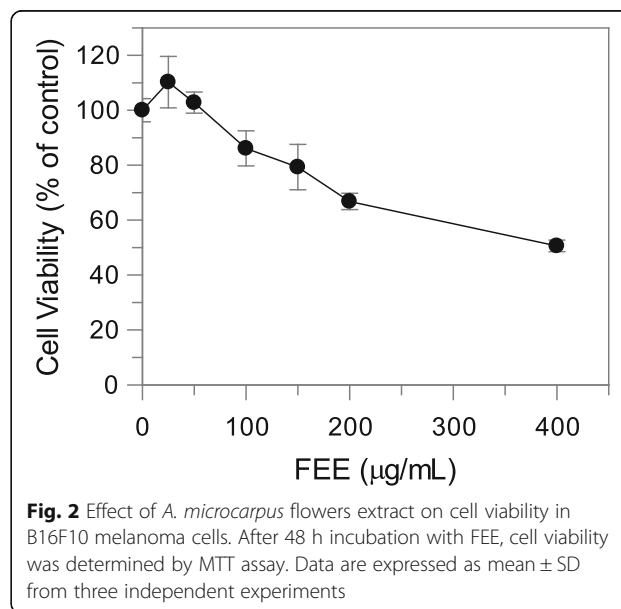 120
100
80
60
40
20
0
Cell Viability (% of control)
0 100 200 300 400
FEE (μg/mL)
Fig. 2 Effect of A. microcarpus flowers extract on cell viability in
B16F10 melanoma cells. After 48 h incubation with FEE, cell viability
was determined by MTT assay. Data are expressed as mean ± SD
from three independent experiments